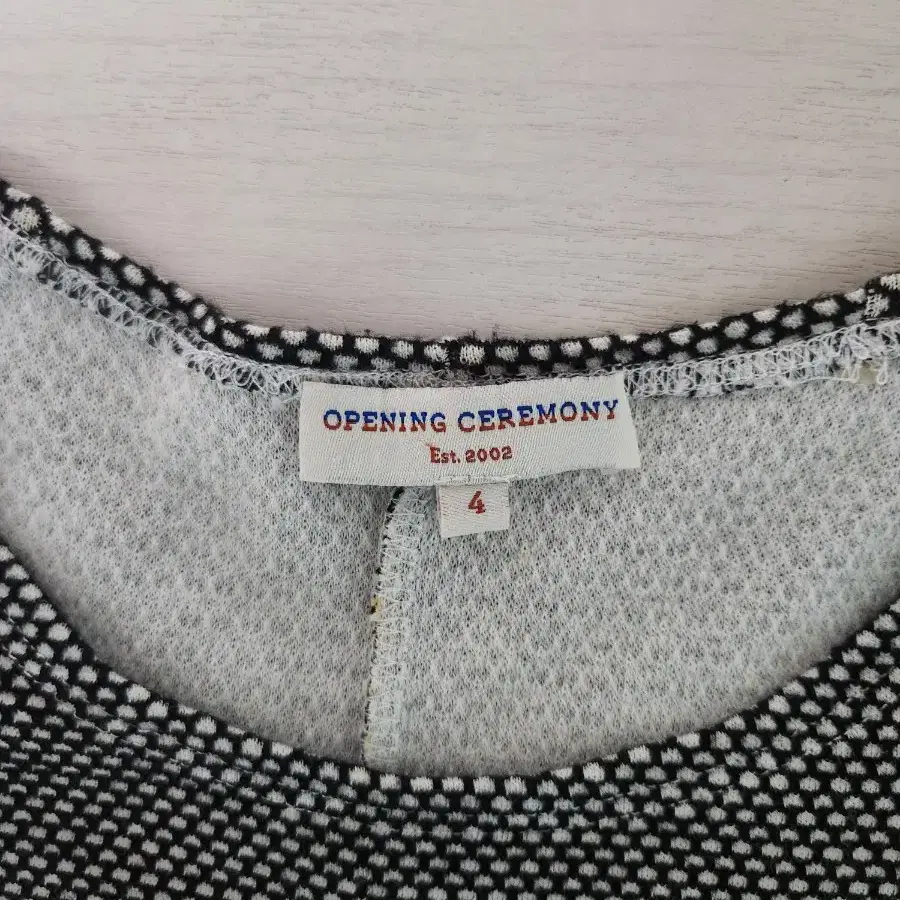 OPENING CEREMONY
Est. 2002
4